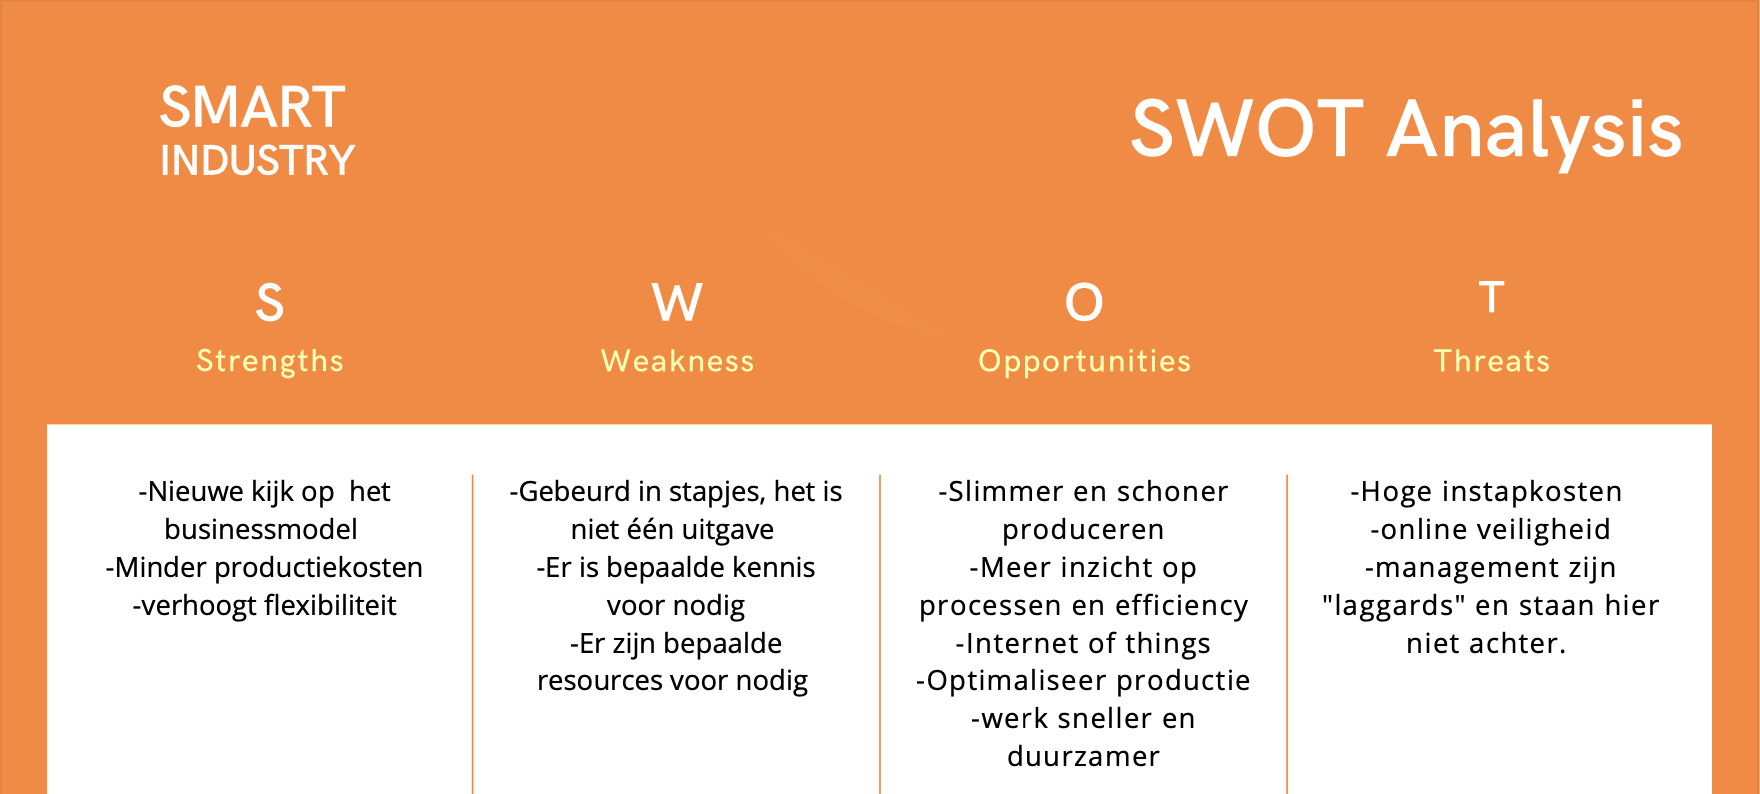 SMART
INDUSTRY
SWOT Analysis
S
Strengths
W
Weakness
O
Opportunities
T
Threats
-Nieuwe kijk op het
businessmodel
-Minder productiekosten
-verhoogt flexibiliteit
-Gebeurd in stapjes, het is
niet één uitgave
-Er is bepaalde kennis
voor nodig
-Er zijn bepaalde
resources voor nodig
-Slimmer en schoner
produceren
-Meer inzicht op
processen en efficiency
-Internet of things
-Optimaliseer productie
-werk sneller en
duurzamer
-Hoge instapkosten
-online veiligheid
-management zijn
"laggards" en staan hier
niet achter.